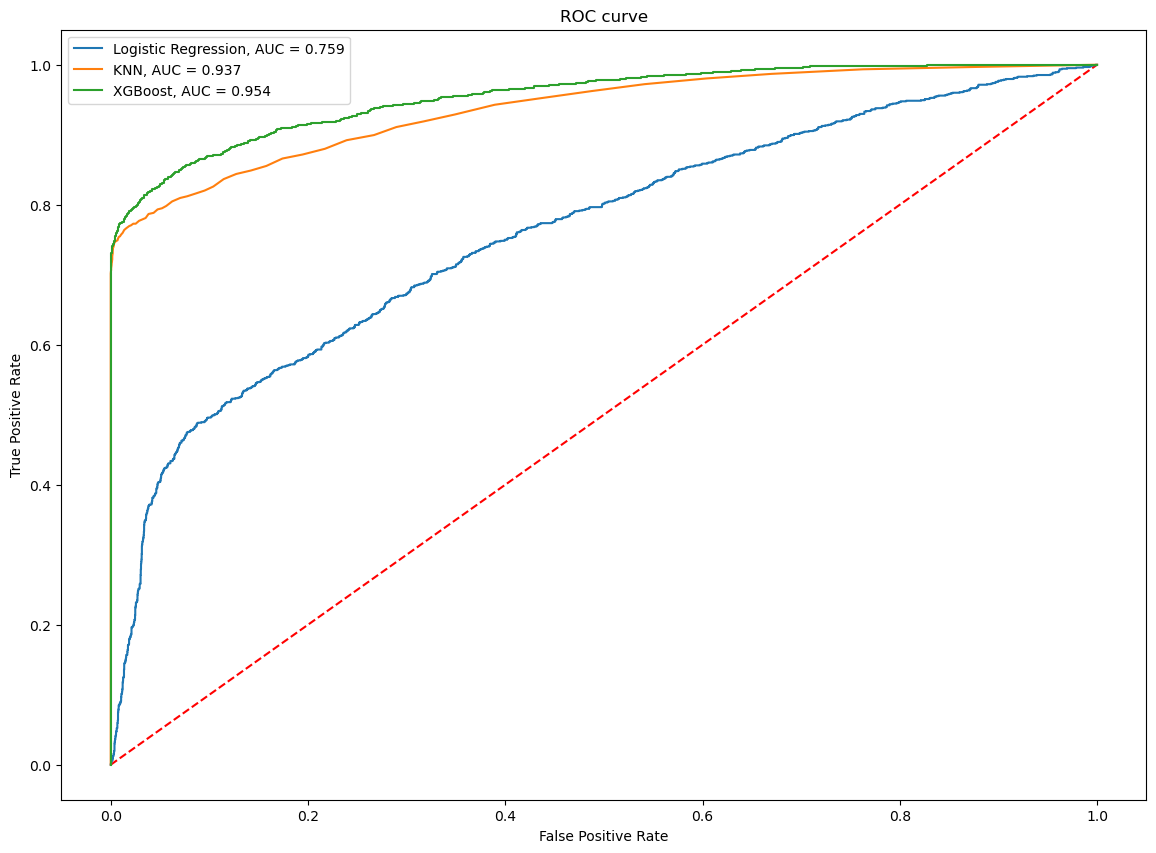 ROC curve
Logistic Regression, AUC = 0.759
KNN, AUC = 0.937
XGBoost, AUC = 0.954
1.0
0.8
0.6
0.4
0.2
0.0
True Positive Rate
0.0 0.2 0.4 0.6 0.8 1.0
False Positive Rate